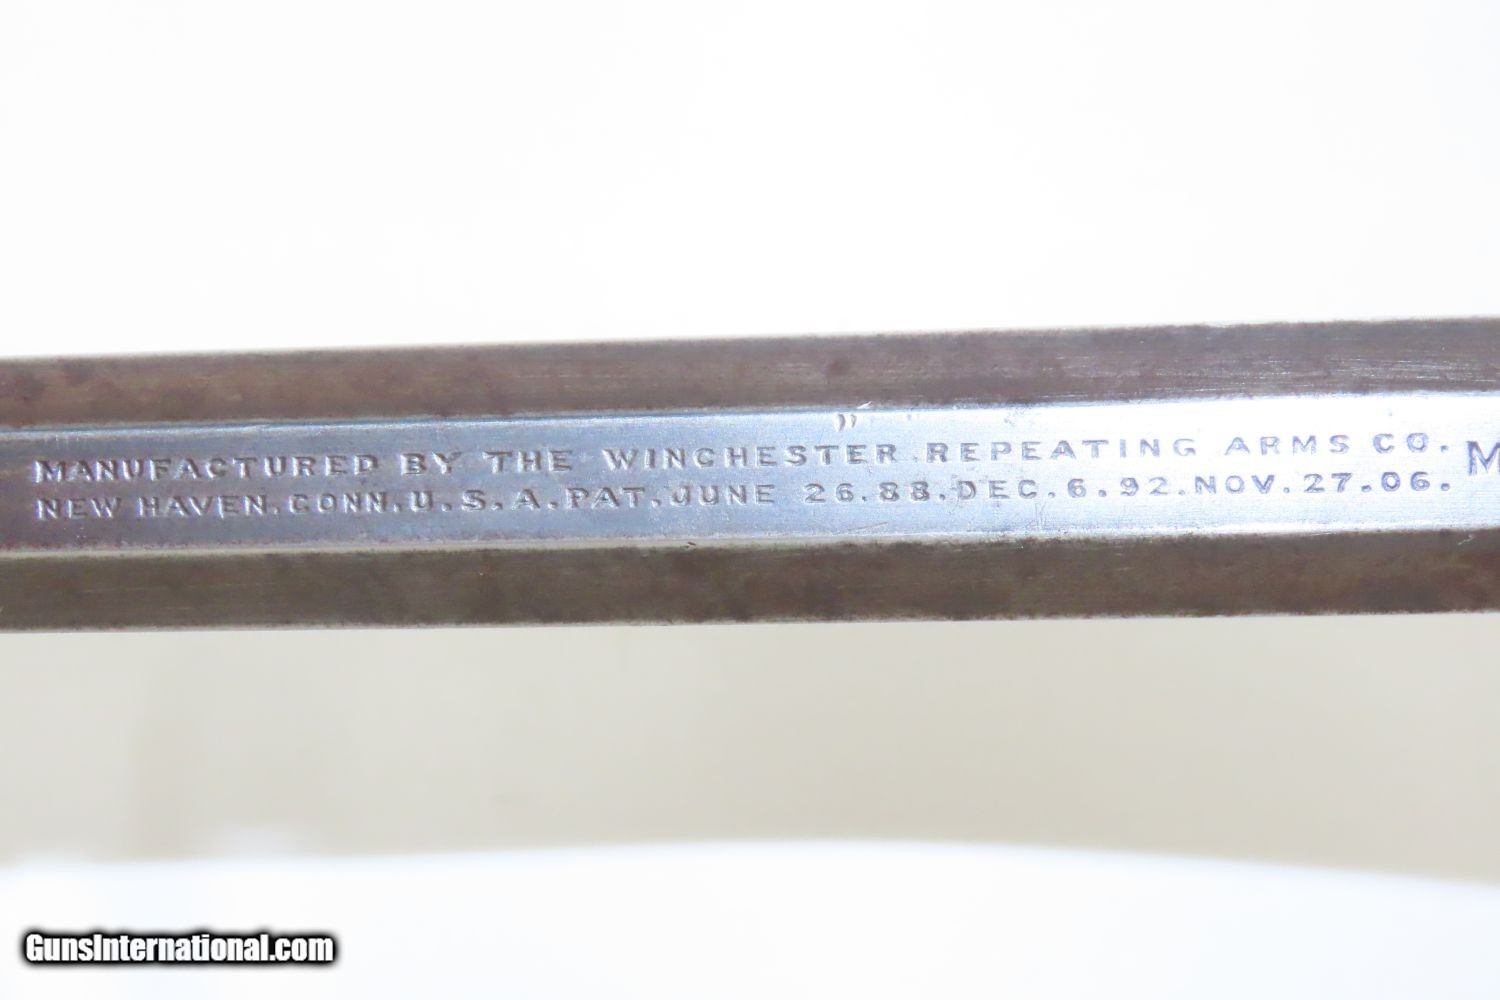 MANUFACTURED BY THE WINCHESTER.REPEATING ARMS CO. M
NEW HAVEN.CONN.U.S.A.PAT.JUNE 26.88.DEC.6.92.NOV.27.06.
GunsInternational.com